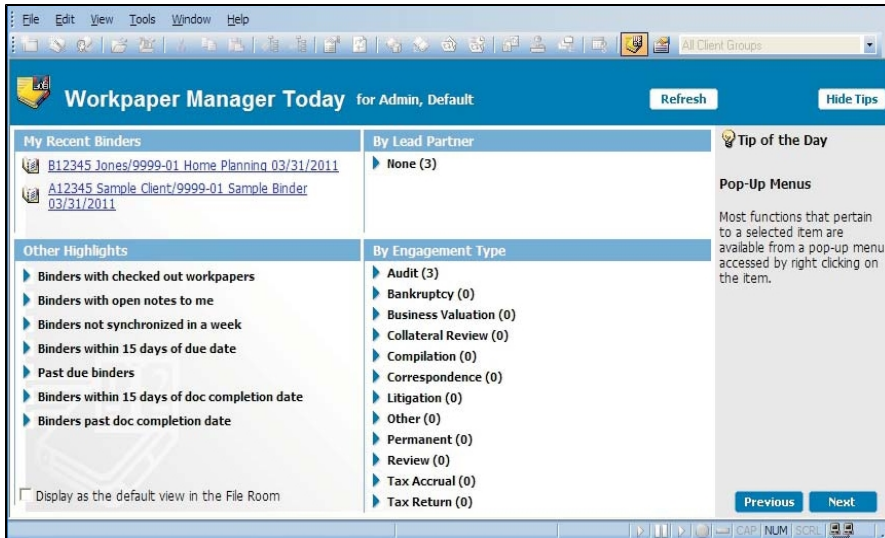 File Edit View Tools Window Help
All Client Groups
Workpaper Manager Today for Admin, Default
Refresh
Hide Tips
My Recent Binders
B12345 Jones/9999-01 Home Planning 03/31/2011
A12345 Sample Client/9999-01 Sample Binder
03/31/2011
By Lead Partner
None (3)
Other Highlights
Binders with checked out workpapers
Binders with open notes to me
Binders not synchronized in a week
Binders within 15 days of due date
Past due binders
Binders within 15 days of doc completion date
Binders past doc completion date
Display as the default view in the File Room
By Engagement Type
Audit (3)
Bankruptcy (0)
Business Valuation (0)
Collateral Review (0)
Compilation (0)
Correspondence (0)
Litigation (0)
Other (0)
Permanent (0)
Review (0)
Tax Accrual (0)
Tax Return (0)
Tip of the Day
Pop-Up Menus
Most functions that pertain
to a selected item are
available from a pop-up menu
accessed by right clicking on
the item.
Previous
Next
CAP NUM SCRL